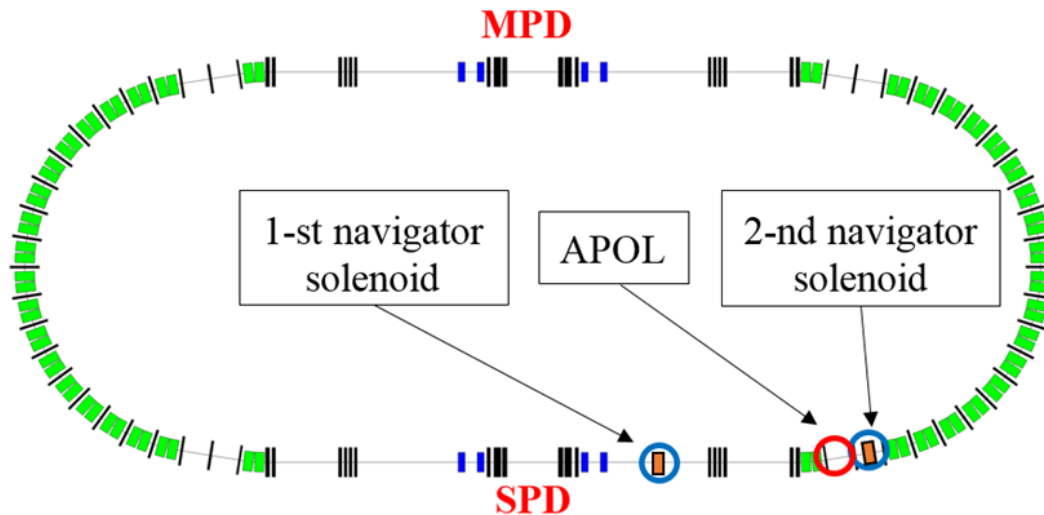 MPD
1-st navigator
solenoid
APOL
2-nd navigator
solenoid
SPD